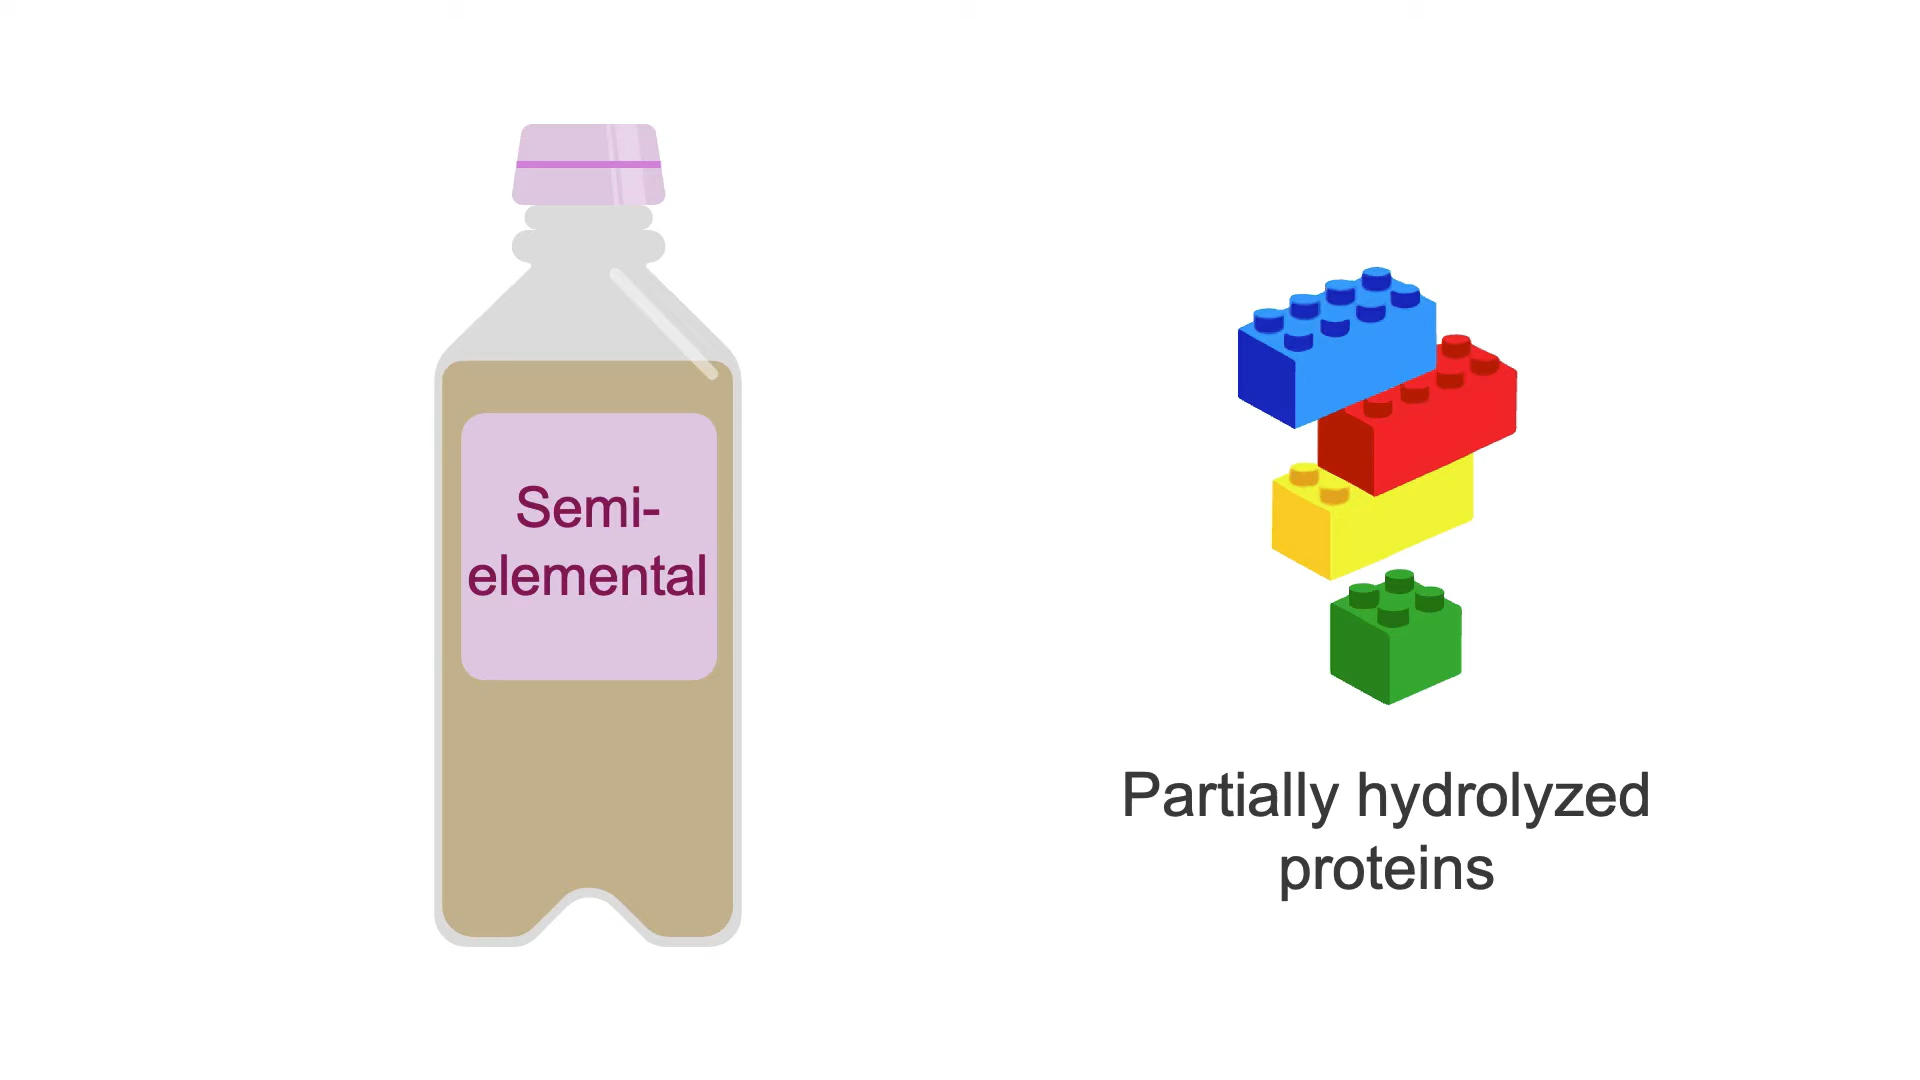 Semi-
elemental
Partially hydrolyzed
proteins